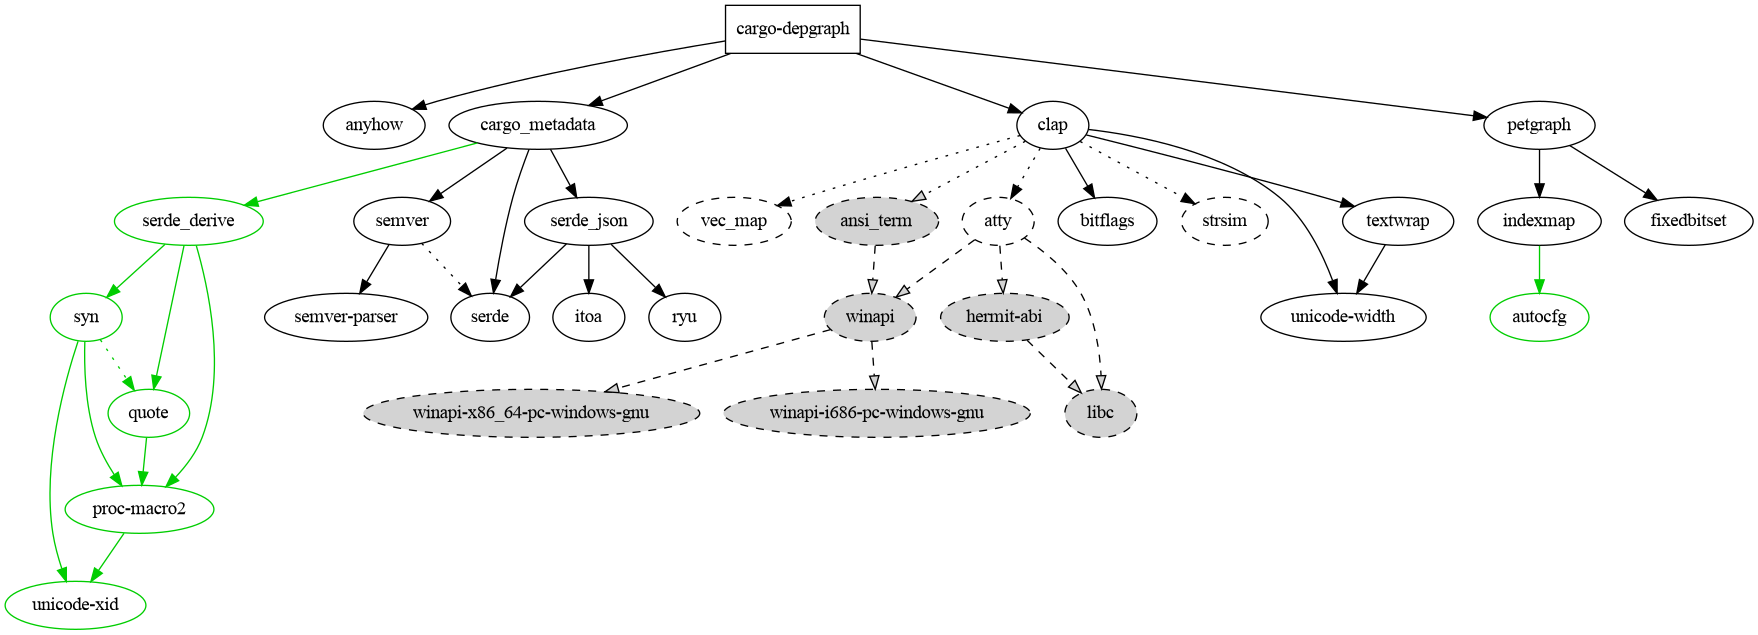 cargo-depgraph
anyhow
cargo_metadata
clap
petgraph
serde_derive
semver
serde_json
vec_map
ansi_term
atty
bitflags
strsim
textwrap
indexmap
fixedbitset
syn
semver-parser
serde
itoa
ryu
winapi
hermit-abi
unicode-width
autocfg
quote
winapi-x86_64-pc-windows-gnu
winapi-i686-pc-windows-gnu
libc
proc-macro2
unicode-xid